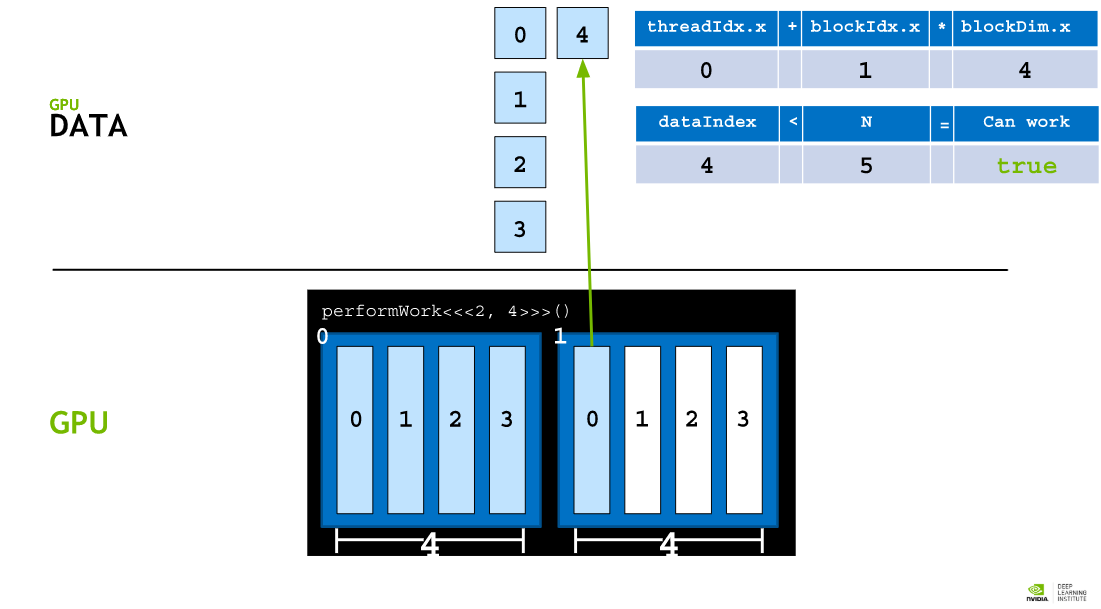 0 4
1
2
3
threadIdx.x + blockIdx.x * blockDim.x
0 1 4
dataIndex < N = Can work
4 5 true
GPU
DATA
performWork<<<2, 4>>>()
0 1
GPU
0 1 2 3 0 1 2 3
4 4
NVIDIA
DEEP
LEARNING
INSTITUTE